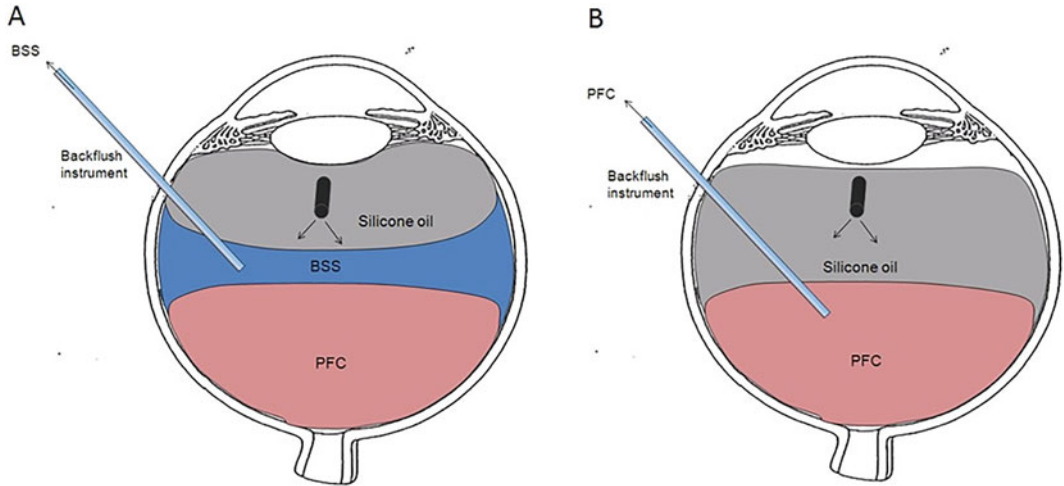 A
BSS
Backflush
instrument
Silicone oil
BSS
PFC
B
PFC
Backflush
instrument
Silicone oil
PFC